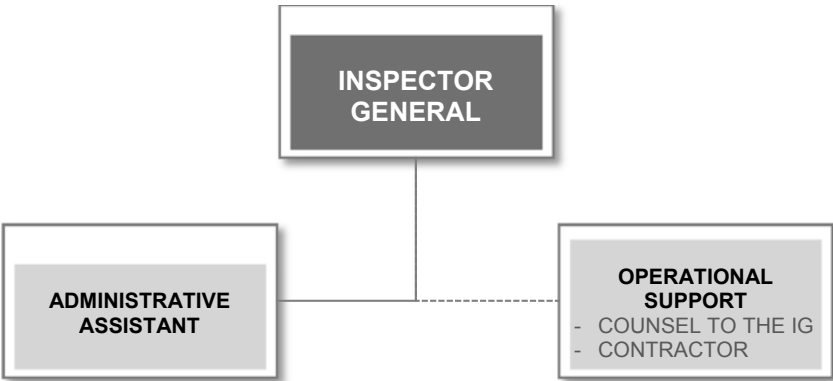 INSPECTOR
GENERAL
ADMINISTRATIVE
ASSISTANT
OPERATIONAL
SUPPORT
- COUNSEL TO THE IG
- CONTRACTOR